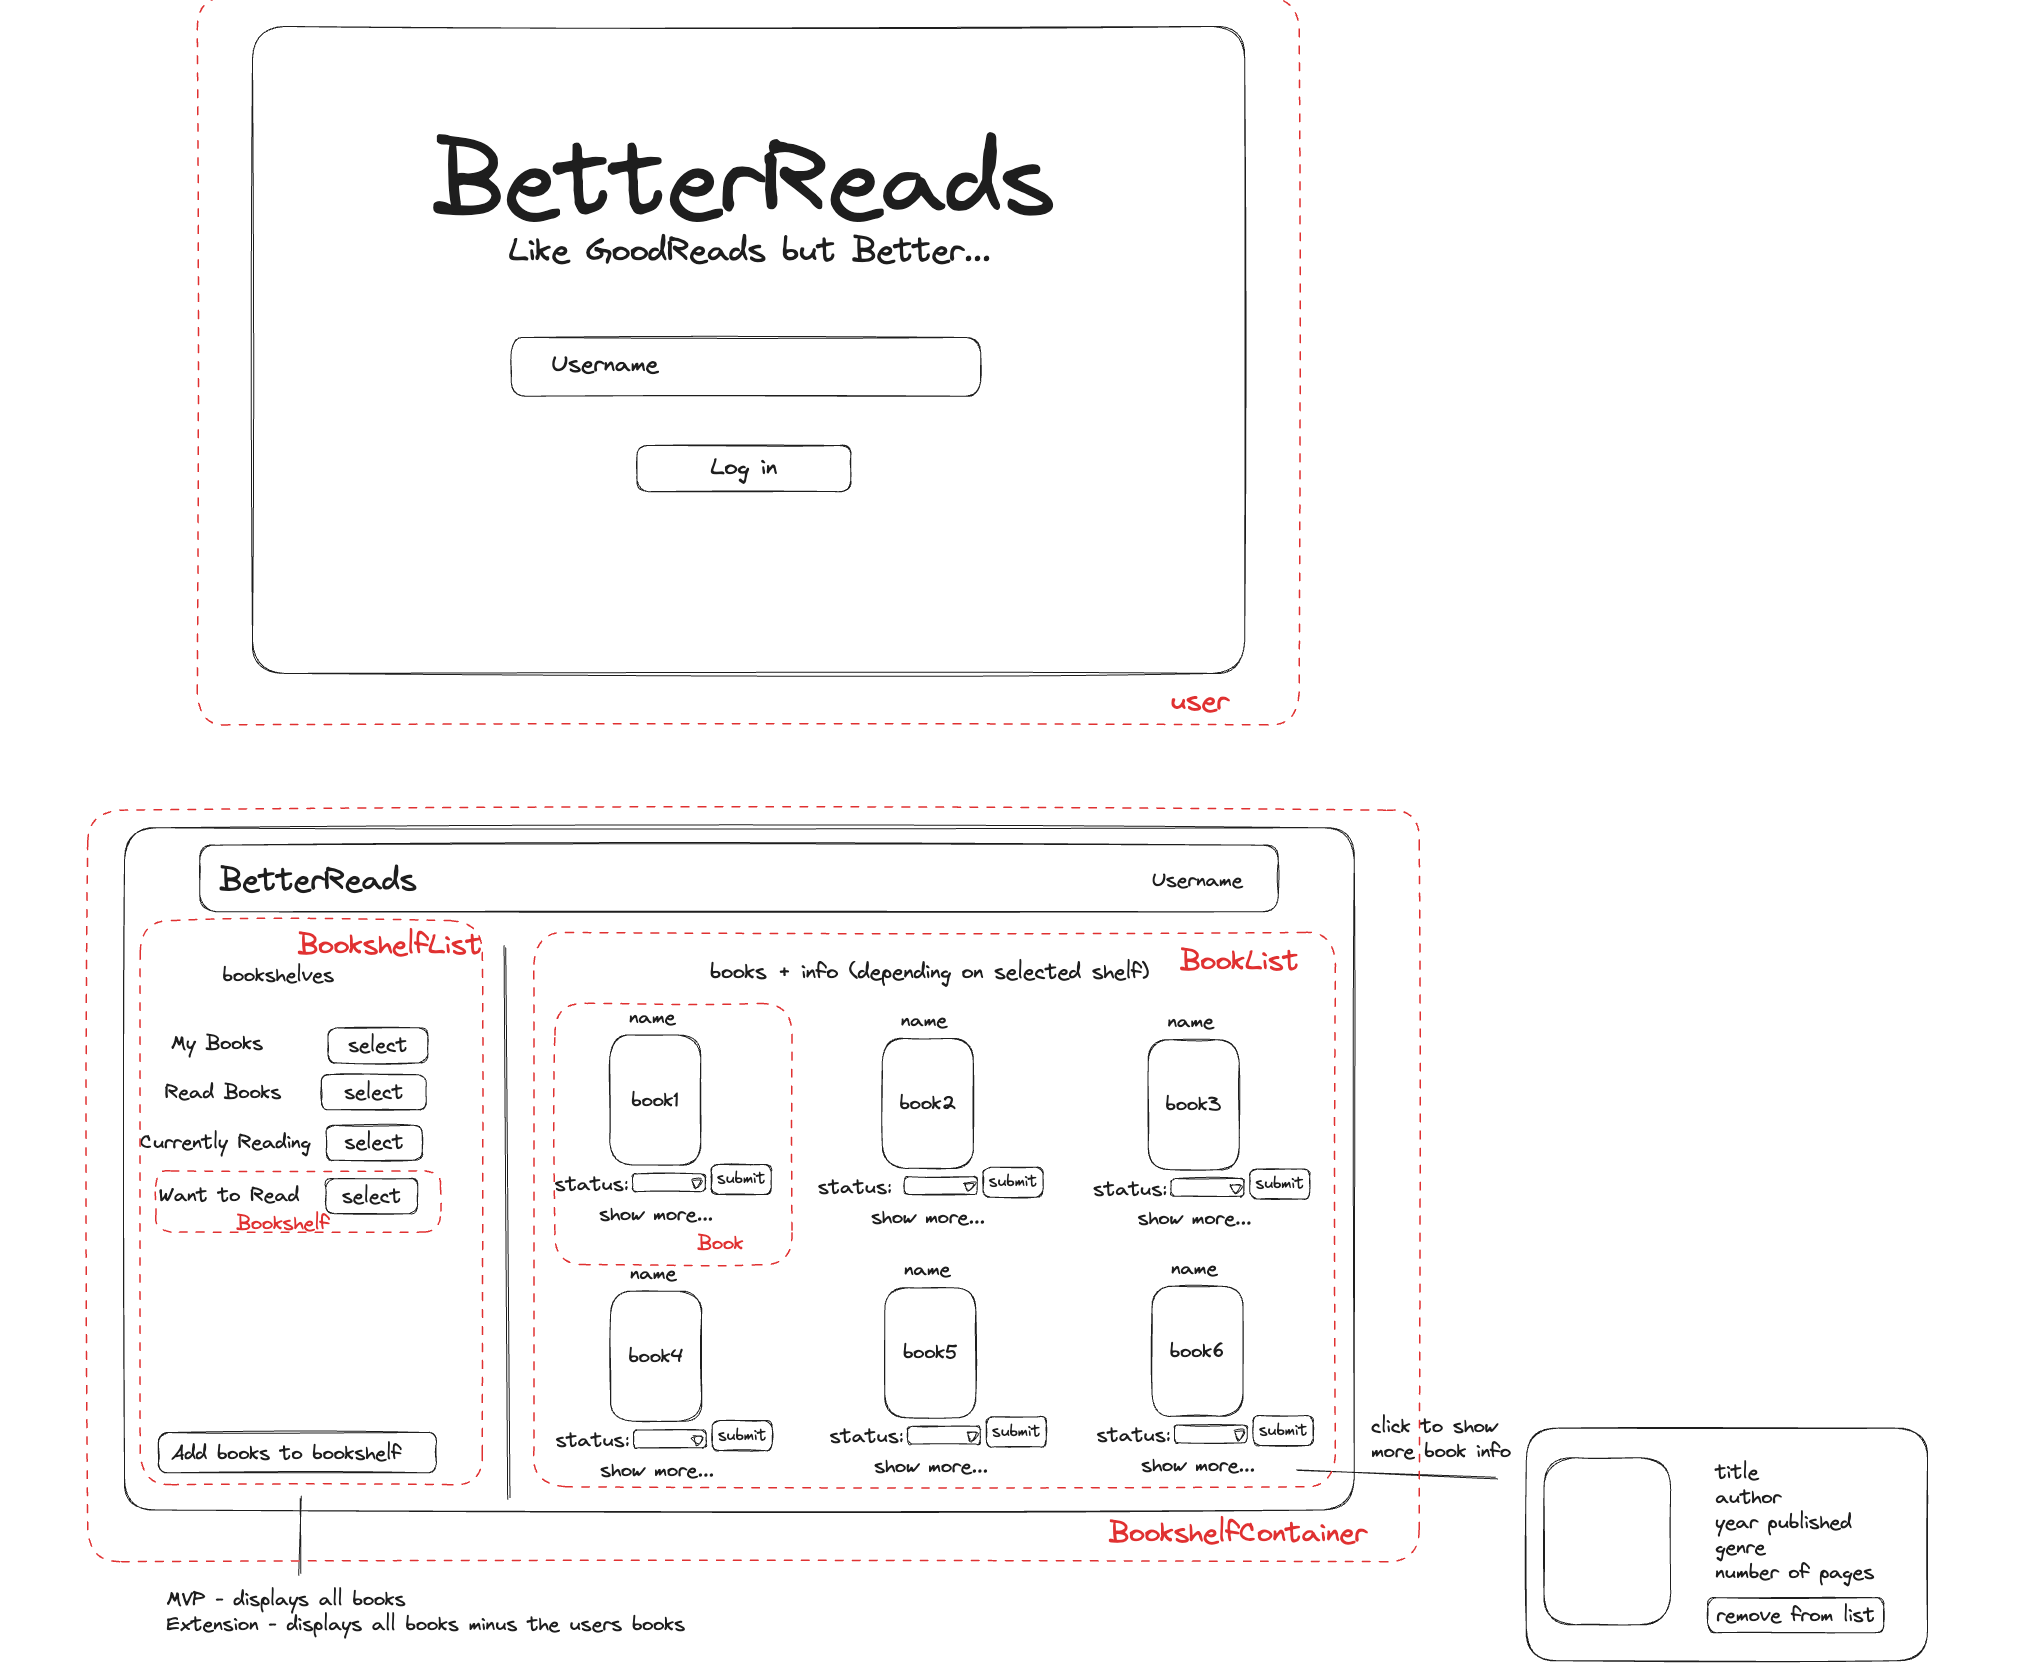 BetterReads
Like GoodReads but Better...
Username
Log in
user
BetterReads
Username
BookshelfList
bookshelves
My Books
select
Read Books
select
Currently Reading
select
Want to Read
select
Bookshelf
Add books to bookshelf
BookList
books + info (depending on selected shelf)
name
book1
status:
submit
show more...
Book
name
book2
status:
submit
show more...
name
book3
status:
submit
show more...
name
book4
status:
submit
show more...
name
book5
status:
submit
show more...
name
book6
status:
submit
show more...
BookshelfContainer
click to show
more book info
title
author
year published
genre
number of pages
remove from list
MVP - displays all books
Extension - displays all books minus the users books